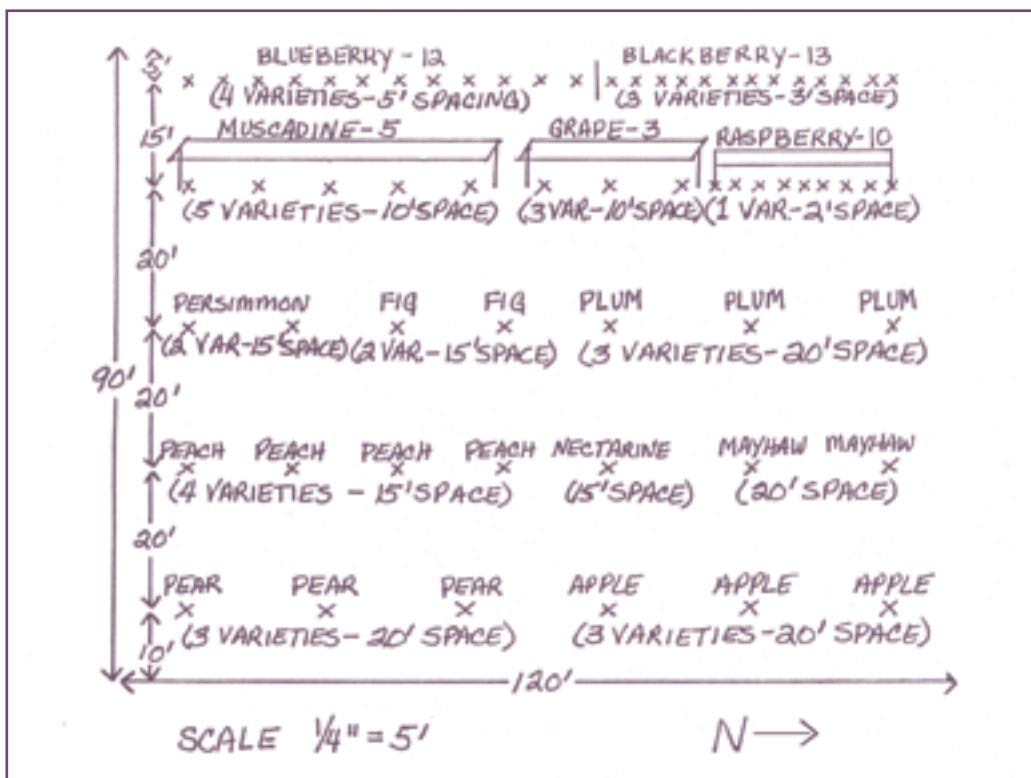 BLUEBERRY-12 BLACKBERRY-13
5'
(4 VARIETIES-5' SPACING) (3 VARIETIES-3' SPACE)
15' MUSCADINE-5 GRAPE-3 RASPBERRY-10
(5 VARIETIES-10' SPACE) (3 VAR-10' SPACE) (1 VAR-2' SPACE)
20'
PERSIMMON FIG FIG PLUM PLUM PLUM
(2 VAR-15' SPACE) (2 VAR-15' SPACE) (3 VARIETIES-20' SPACE)
90'
20'
PEACH PEACH PEACH PEACH NECTARINE MAYHAW MAYHAW
(4 VARIETIES - 15' SPACE) (15' SPACE) (20' SPACE)
20'
PEAR PEAR PEAR APPLE APPLE APPLE
10' (3 VARIETIES-20' SPACE) (3 VARIETIES-20' SPACE)
120'
SCALE 1/4" = 5' N